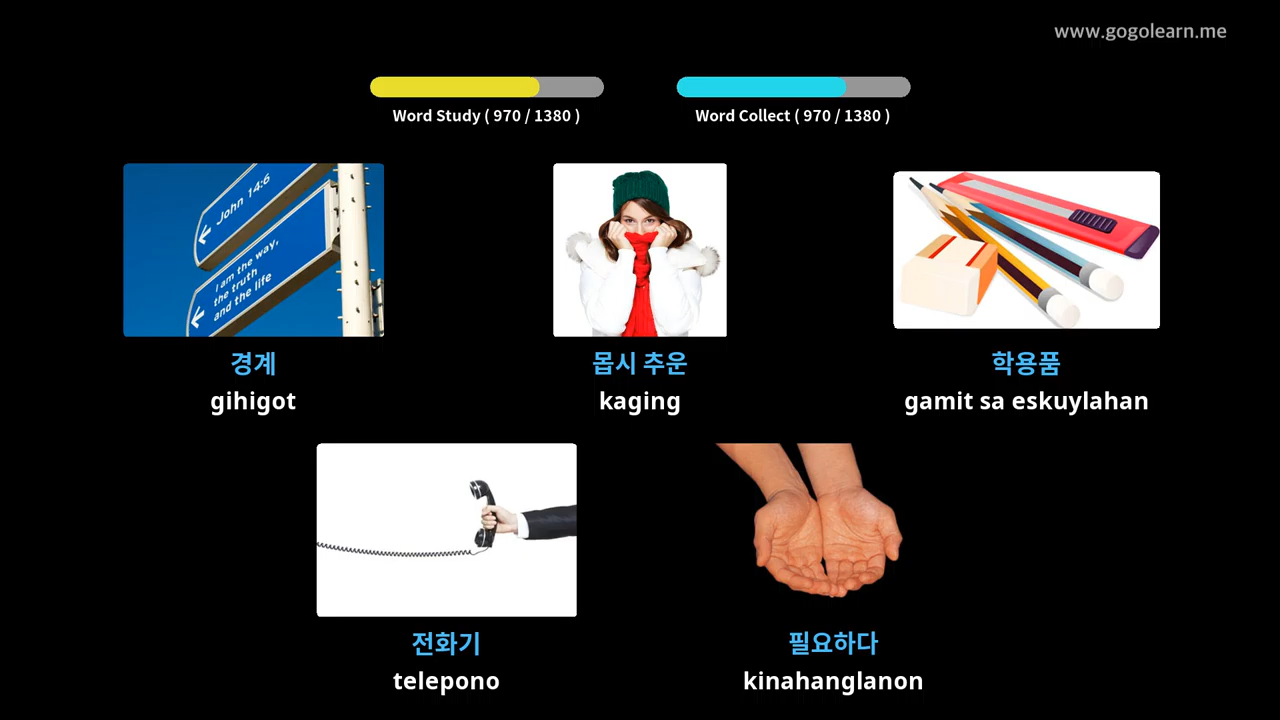 www.gogolearn.me
Word Study ( 970 / 1380 )
Word Collect ( 970 / 1380 )
John 14:6
I am the way,
the truth
and the life
경계
gihigot
몹시 추운
kaging
학용품
gamit sa eskuylahan
전화기
telepono
필요하다
kinahanglanon